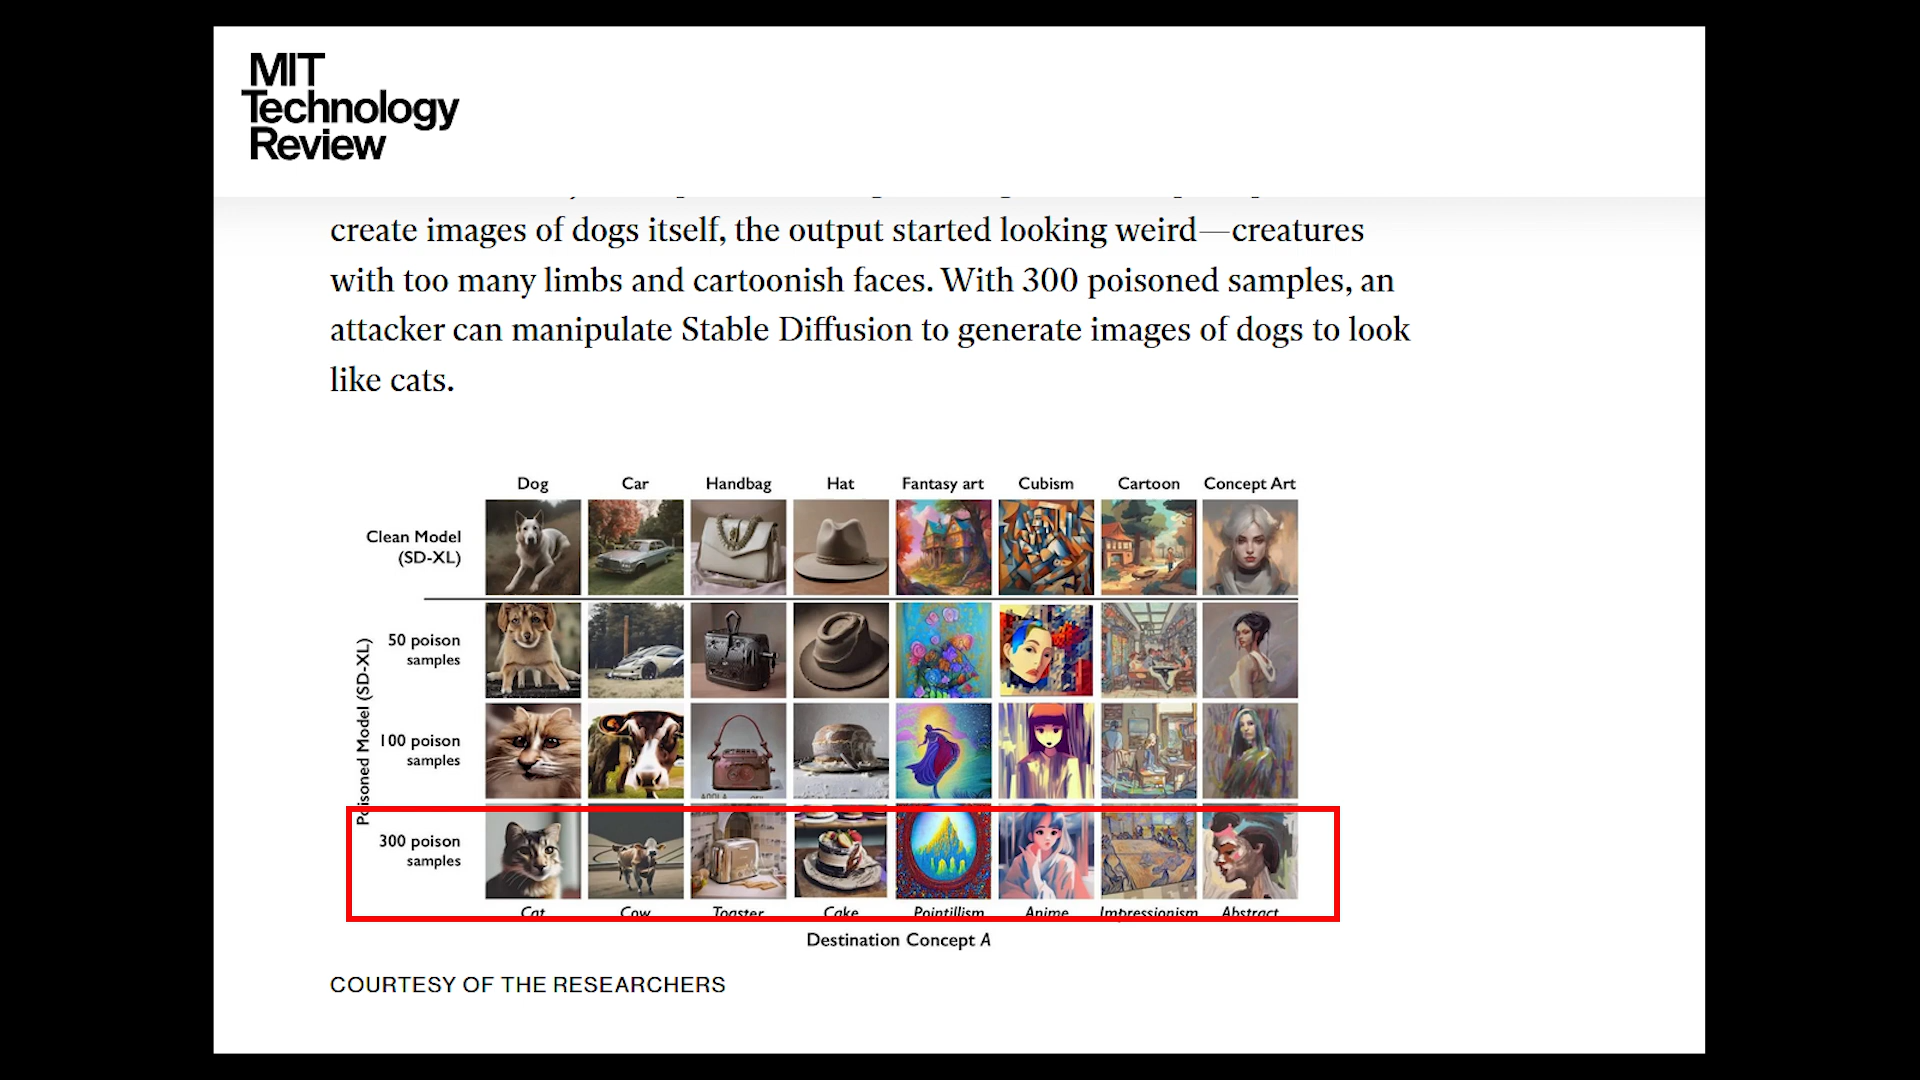 MIT
Technology
Review
create images of dogs itself, the output started looking weird—creatures
with too many limbs and cartoonish faces. With 300 poisoned samples, an
attacker can manipulate Stable Diffusion to generate images of dogs to look
like cats.
Dog Car Handbag Hat Fantasy art Cubism Cartoon Concept Art
Clean Model
(SD-XL)
Poisoned Model (SD-XL)
50 poison
samples
100 poison
samples
300 poison
samples
Cat Cow Toaster Cake Pointillism Anime Impressionism Abstract
Destination Concept A
COURTESY OF THE RESEARCHERS